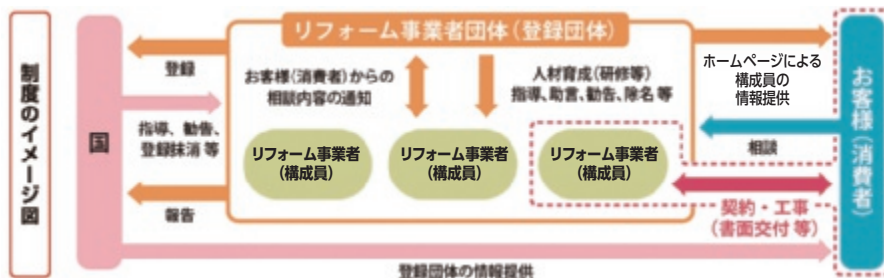 制度のイメージ図
国
登録
指導、勧告、
登録抹消 等
報告
リフォーム事業者団体(登録団体)
お客様(消費者)からの
相談内容の通知
人材育成(研修等)
指導、助言、勧告、除名 等
リフォーム事業者
(構成員)
リフォーム事業者
(構成員)
リフォーム事業者
(構成員)
ホームページによる
構成員の
情報提供
相談
契約・工事
(書面交付 等)
お客様(消費者)
登録団体の情報提供